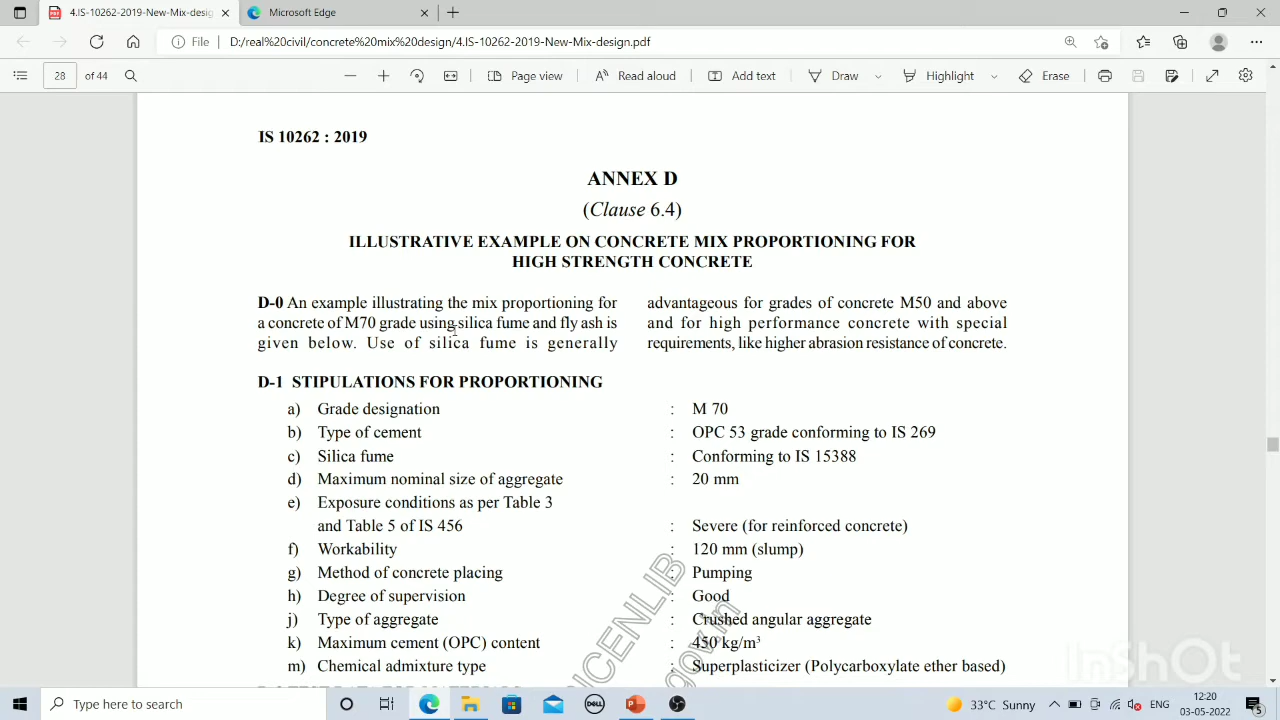 4.IS-10262-2019-New-Mix-desig
Microsoft Edge
File D:/real%20civil/concrete%20mix%20design/4.IS-10262-2019-New-Mix-design.pdf
28 of 44 Page view Read aloud Add text Draw Highlight Erase
IS 10262 : 2019
ANNEX D
(Clause 6.4)
ILLUSTRATIVE EXAMPLE ON CONCRETE MIX PROPORTIONING FOR
HIGH STRENGTH CONCRETE
D-0 An example illustrating the mix proportioning for
a concrete of M70 grade using silica fume and fly ash is
given below. Use of silica fume is generally
advantageous for grades of concrete M50 and above
and for high performance concrete with special
requirements, like higher abrasion resistance of concrete.
D-1 STIPULATIONS FOR PROPORTIONING
a) Grade designation : M 70
b) Type of cement : OPC 53 grade conforming to IS 269
c) Silica fume : Conforming to IS 15388
d) Maximum nominal size of aggregate : 20 mm
e) Exposure conditions as per Table 3
and Table 5 of IS 456 : Severe (for reinforced concrete)
f) Workability : 120 mm (slump)
g) Method of concrete placing : Pumping
h) Degree of supervision : Good
j) Type of aggregate : Crushed angular aggregate
k) Maximum cement (OPC) content : 450 kg/m³
m) Chemical admixture type : Superplasticizer (Polycarboxylate ether based)
InShOt
Type here to search
DELL
33°C Sunny
ENG
12:20
03-05-2022
5